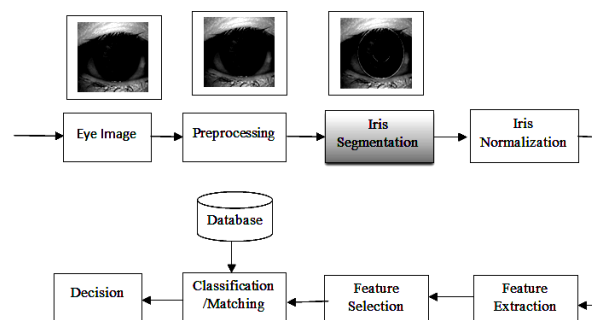 Eye Image
Preprocessing
Iris
Segmentation
Iris
Normalization
Database
Decision
Classification
/Matching
Feature
Selection
Feature
Extraction